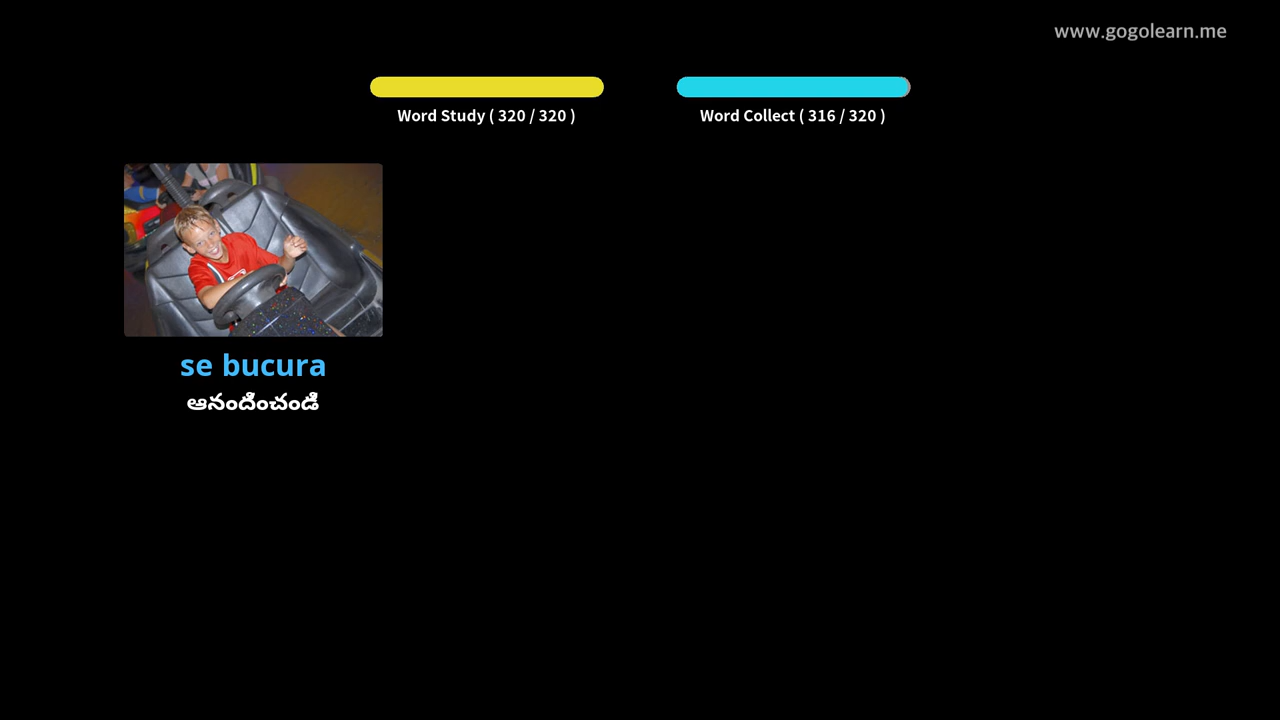 www.gogolearn.me
Word Study ( 320 / 320 )
Word Collect ( 316 / 320 )
se bucura
ఆనందించండి